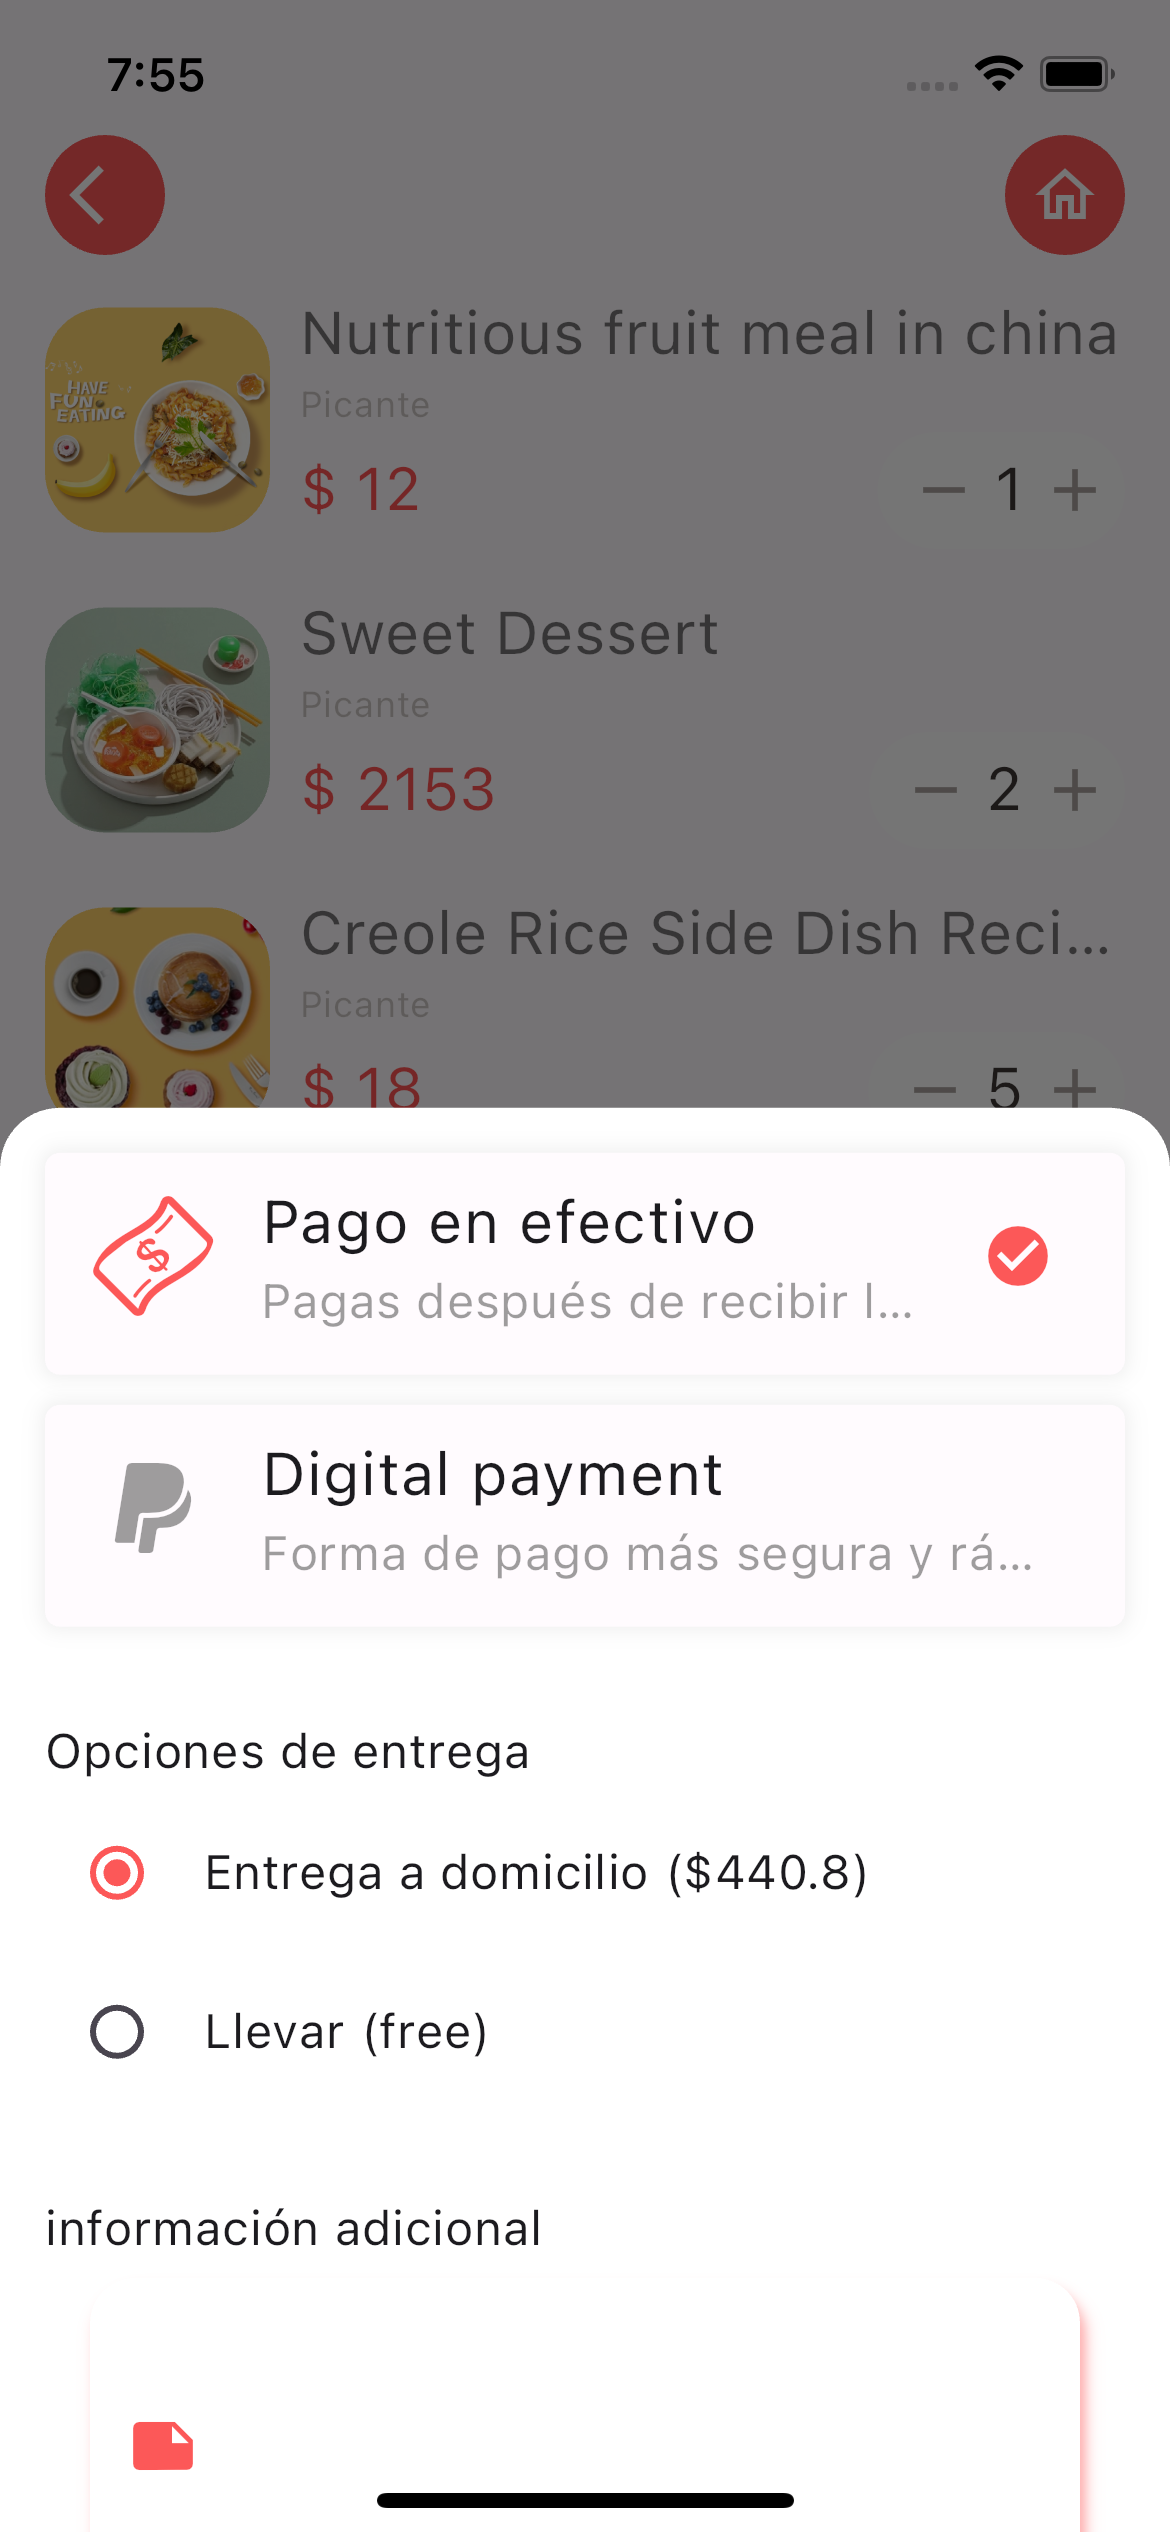 7:55
Nutritious fruit meal in china
Picante
$ 12
1
HAVE
FUN
EATING
Sweet Dessert
Picante
$ 2153
2
Creole Rice Side Dish Reci...
Picante
$ 18
5
Pago en efectivo
Pagas después de recibir l...
Digital payment
Forma de pago más segura y rá...
Opciones de entrega
Entrega a domicilio ($440.8)
Llevar (free)
información adicional